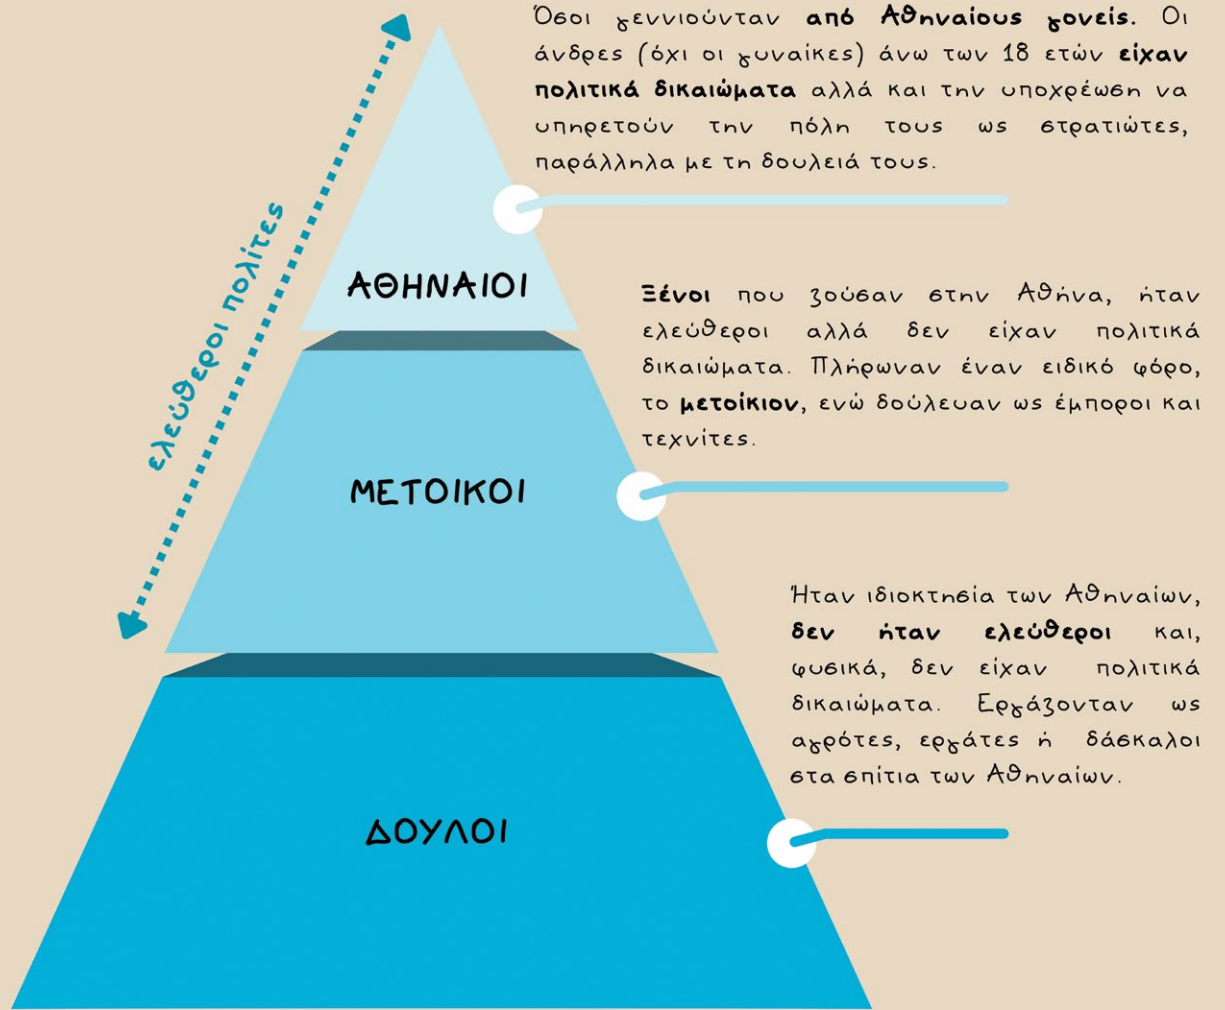 Όσοι γεννιούνταν από Αθηναίους γονείς. Οι
άνδρες (όχι οι γυναίκες) άνω των 18 ετών είχαν
πολιτικά δικαιώματα αλλά και την υποχρέωση να
υπηρετούν την πόλη τους ως στρατιώτες,
παράλληλα με τη δουλειά τους.
ελεύθεροι πολίτες
ΑΘΗΝΑΙΟΙ
Ξένοι που ζούσαν στην Αθήνα, ήταν
ελεύθεροι αλλά δεν είχαν πολιτικά
δικαιώματα. Πλήρωναν έναν ειδικό φόρο,
το μετοίκιον, ενώ δούλευαν ως έμποροι και
τεχνίτες.
ΜΕΤΟΙΚΟΙ
Ήταν ιδιοκτησία των Αθηναίων,
δεν ήταν ελεύθεροι και,
φυσικά, δεν είχαν πολιτικά
δικαιώματα. Εργάζονταν ως
αγρότες, εργάτες ή δάσκαλοι
στα σπίτια των Αθηναίων.
ΔΟΥΛΟΙ